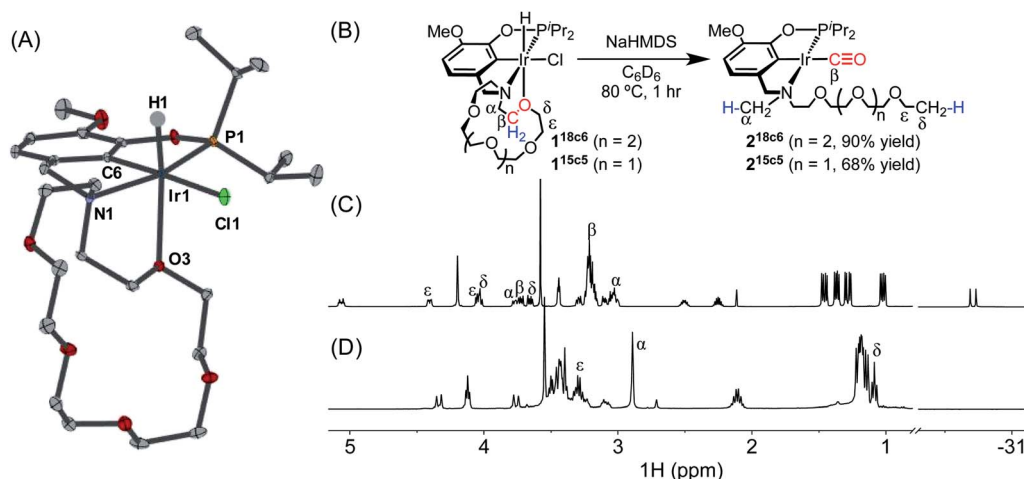 (A)
H1
P1
C6
Ir1
N1
Cl1
O3
(B)
H
MeO
O
PⁱPr₂
Ir
Cl
N
α
β
O
δ
ε
CH₂
O
O
O
O
n
1¹⁸ᶜ⁶ (n = 2)
1¹⁵ᶜ⁵ (n = 1)
NaHMDS
C₆D₆
80 ºC, 1 hr
MeO
O
PⁱPr₂
Ir
C≡O
β
N
H-CH₂
α
O
O
n
O
ε
CH₂-H
δ
2¹⁸ᶜ⁶ (n = 2, 90% yield)
2¹⁵ᶜ⁵ (n = 1, 68% yield)
(C)
ε ε δ α β δ β α
(D)
ε α δ
5 4 3 2 1 -31
1H (ppm)